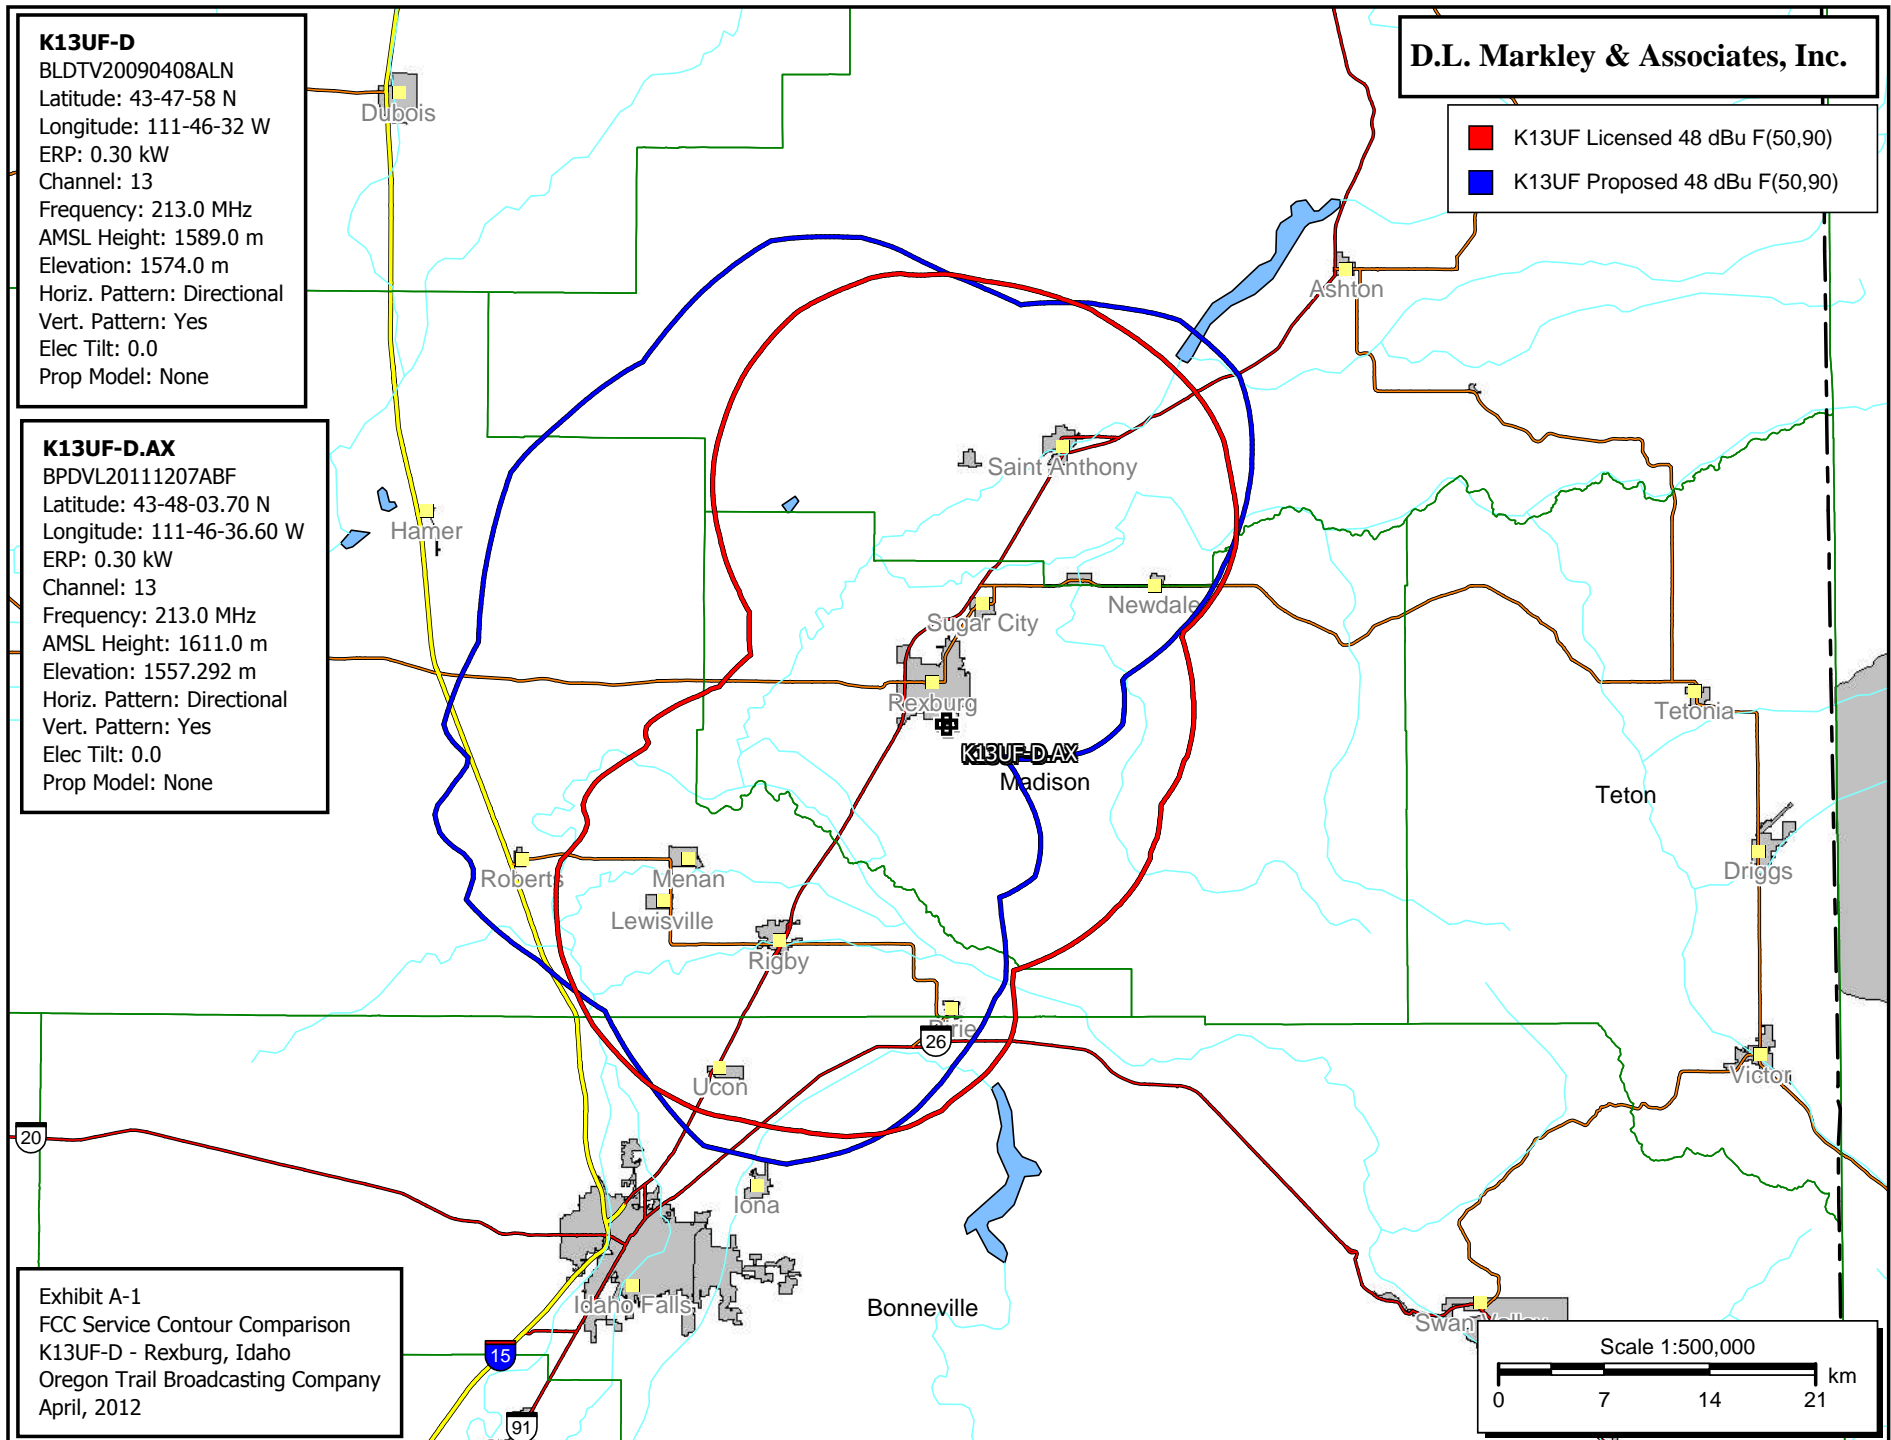 K13UF-D
BLDTV20090408ALN
Latitude: 43-47-58 N
Longitude: 111-46-32 W
ERP: 0.30 kW
Channel: 13
Frequency: 213.0 MHz
AMSL Height: 1589.0 m
Elevation: 1574.0 m
Horiz. Pattern: Directional
Vert. Pattern: Yes
Elec Tilt: 0.0
Prop Model: None
K13UF-D.AX
BPDVL20111207ABF
Latitude: 43-48-03.70 N
Longitude: 111-46-36.60 W
ERP: 0.30 kW
Channel: 13
Frequency: 213.0 MHz
AMSL Height: 1611.0 m
Elevation: 1557.292 m
Horiz. Pattern: Directional
Vert. Pattern: Yes
Elec Tilt: 0.0
Prop Model: None
D.L. Markley & Associates, Inc.
K13UF Licensed 48 dBu F(50,90)
K13UF Proposed 48 dBu F(50,90)
Dubois
Ashton
Saint Anthony
Hamer
Newdale
Sugar City
Rexburg
Tetonia
K13UF-D.AX
Madison
Teton
Driggs
Roberts
Menan
Lewisville
Rigby
Ririe
26
Ucon
Victor
20
Iona
Idaho Falls
Bonneville
Swan Valley
15
91
Exhibit A-1
FCC Service Contour Comparison
K13UF-D - Rexburg, Idaho
Oregon Trail Broadcasting Company
April, 2012
Scale 1:500,000
km
0 7 14 21